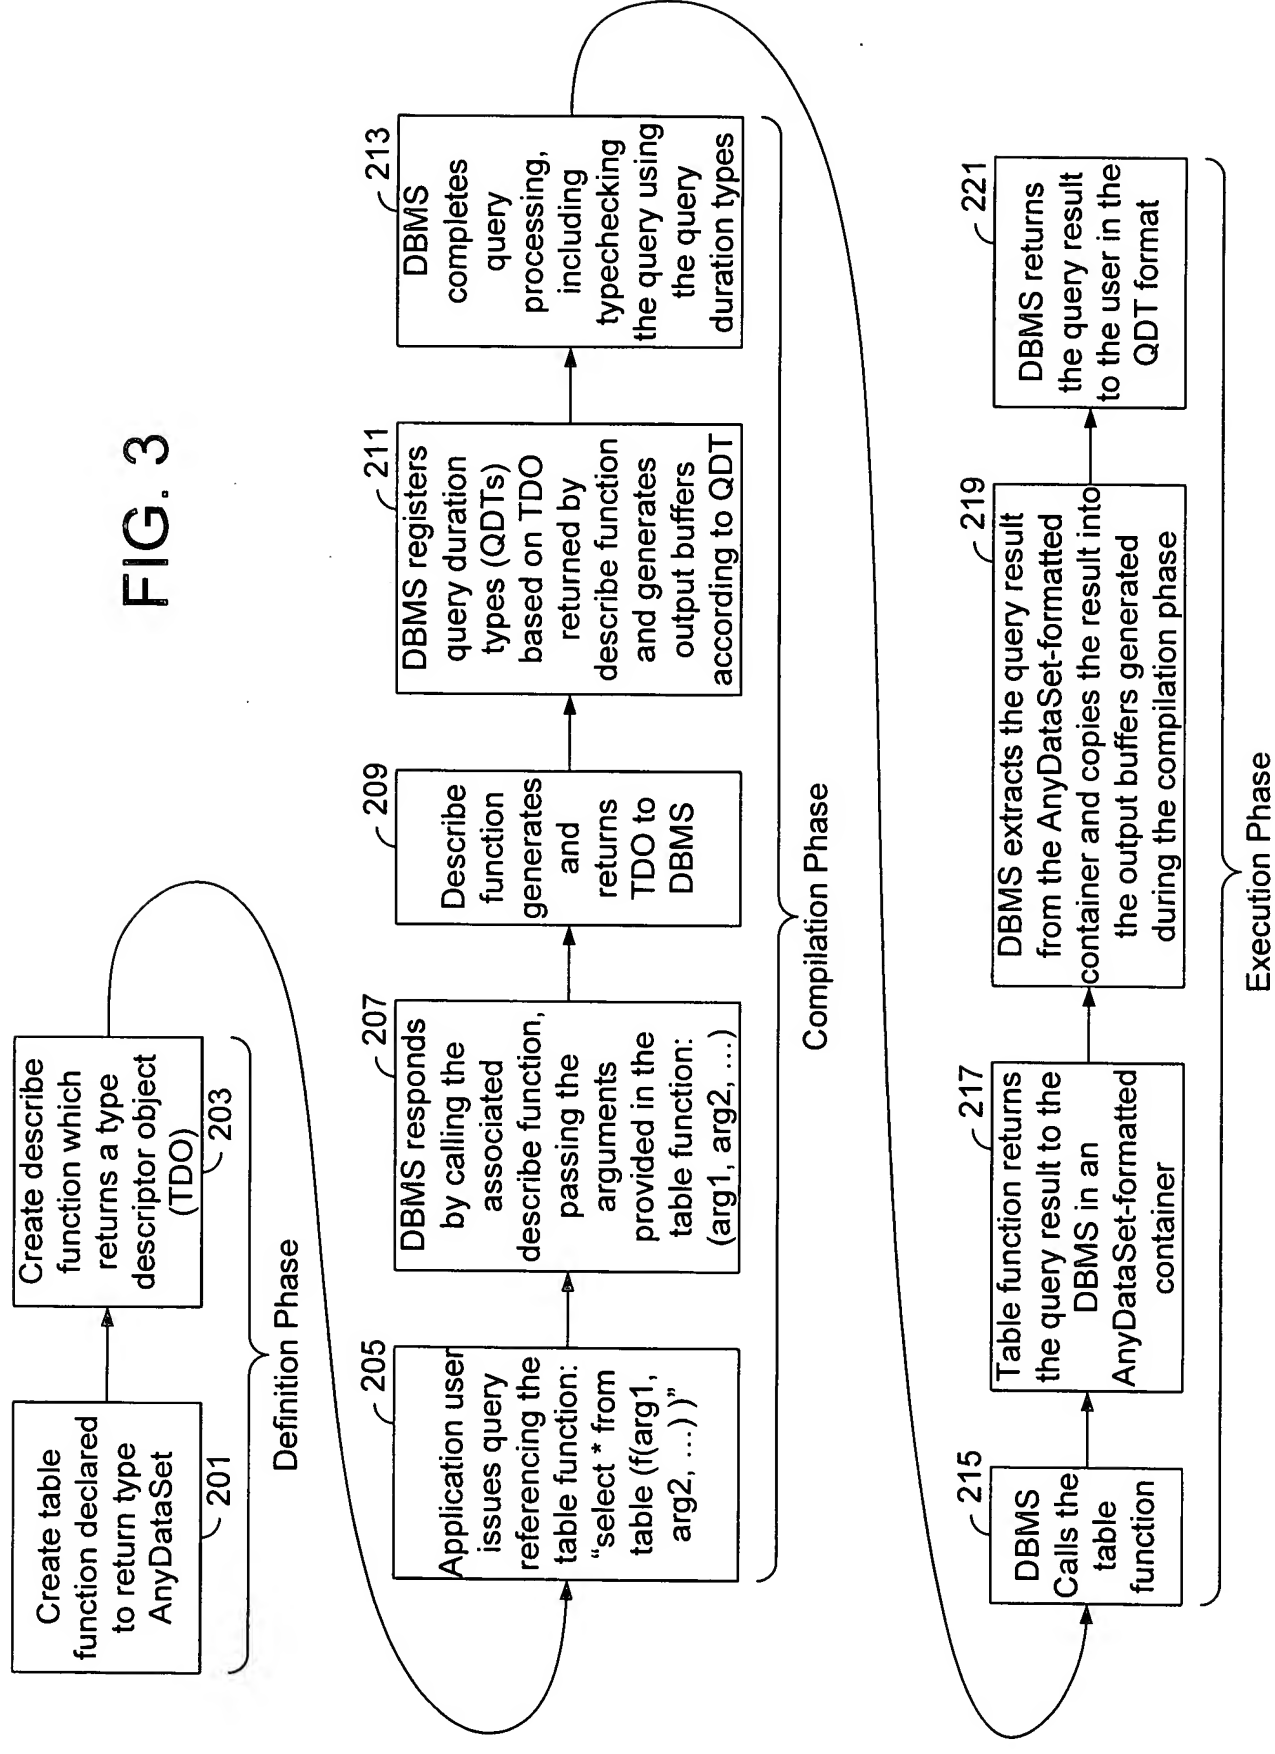 FIG. 3
Create table
function declared
to return type
AnyDataSet
201
Create describe
function which
returns a type
descriptor object
(TDO)
203
Definition Phase
205
Application user
issues query
referencing the
table function:
“select * from
table (f(arg1,
arg2, ...) )”
207
DBMS responds
by calling the
associated
describe function,
passing the
arguments
provided in the
table function:
(arg1, arg2, ...)
209
Describe
function
generates
and
returns
TDO to
DBMS
211
DBMS registers
query duration
types (QDTs)
based on TDO
returned by
describe function
and generates
output buffers
according to QDT
213
DBMS
completes
query
processing,
including
typechecking
the query using
the query
duration types
Compilation Phase
215
DBMS
Calls the
table
function
217
Table function returns
the query result to the
DBMS in an
AnyDataSet-formatted
container
219
DBMS extracts the query result
from the AnyDataSet-formatted
container and copies the result into
the output buffers generated
during the compilation phase
221
DBMS returns
the query result
to the user in the
QDT format
Execution Phase